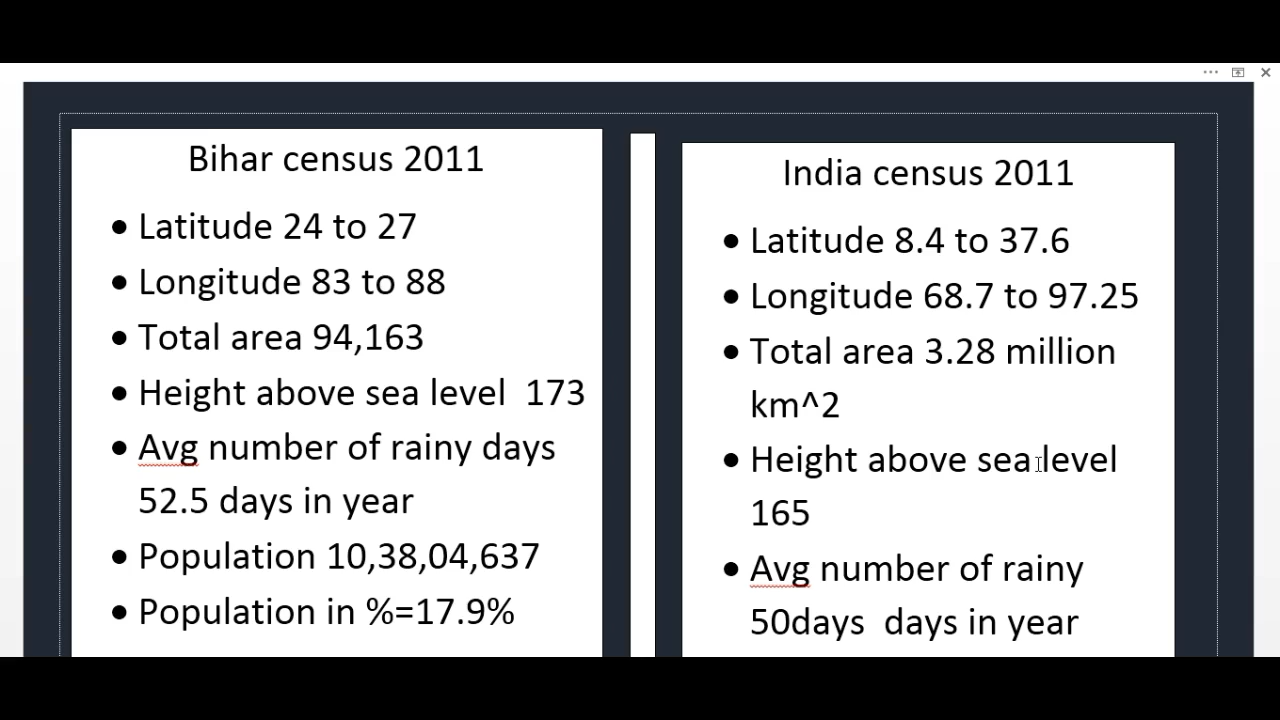 Bihar census 2011
• Latitude 24 to 27
• Longitude 83 to 88
• Total area 94,163
• Height above sea level  173
• Avg number of rainy days
52.5 days in year
• Population 10,38,04,637
• Population in %=17.9%
India census 2011
• Latitude 8.4 to 37.6
• Longitude 68.7 to 97.25
• Total area 3.28 million
km^2
• Height above sea level
165
• Avg number of rainy
50days  days in year